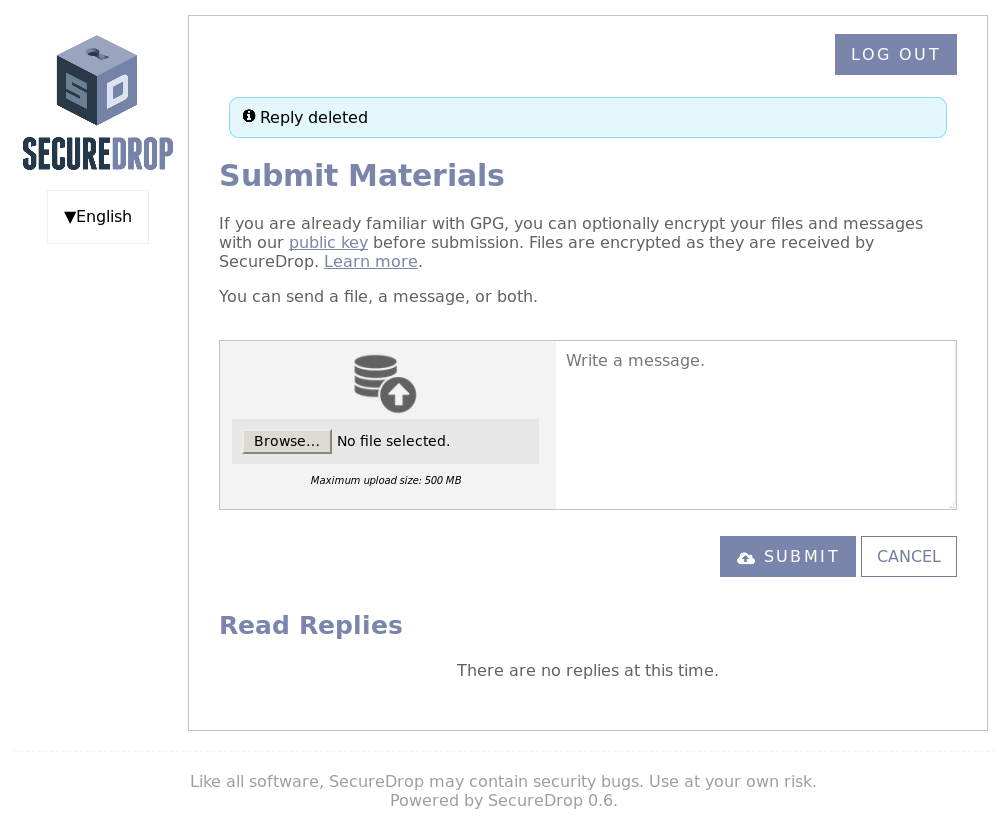 LOG OUT
Reply deleted
SD
SECUREDROP
▼English
Submit Materials
If you are already familiar with GPG, you can optionally encrypt your files and messages
with our public key before submission. Files are encrypted as they are received by
SecureDrop. Learn more.
You can send a file, a message, or both.
Browse... No file selected.
Maximum upload size: 500 MB
Write a message.
SUBMIT
CANCEL
Read Replies
There are no replies at this time.
Like all software, SecureDrop may contain security bugs. Use at your own risk.
Powered by SecureDrop 0.6.